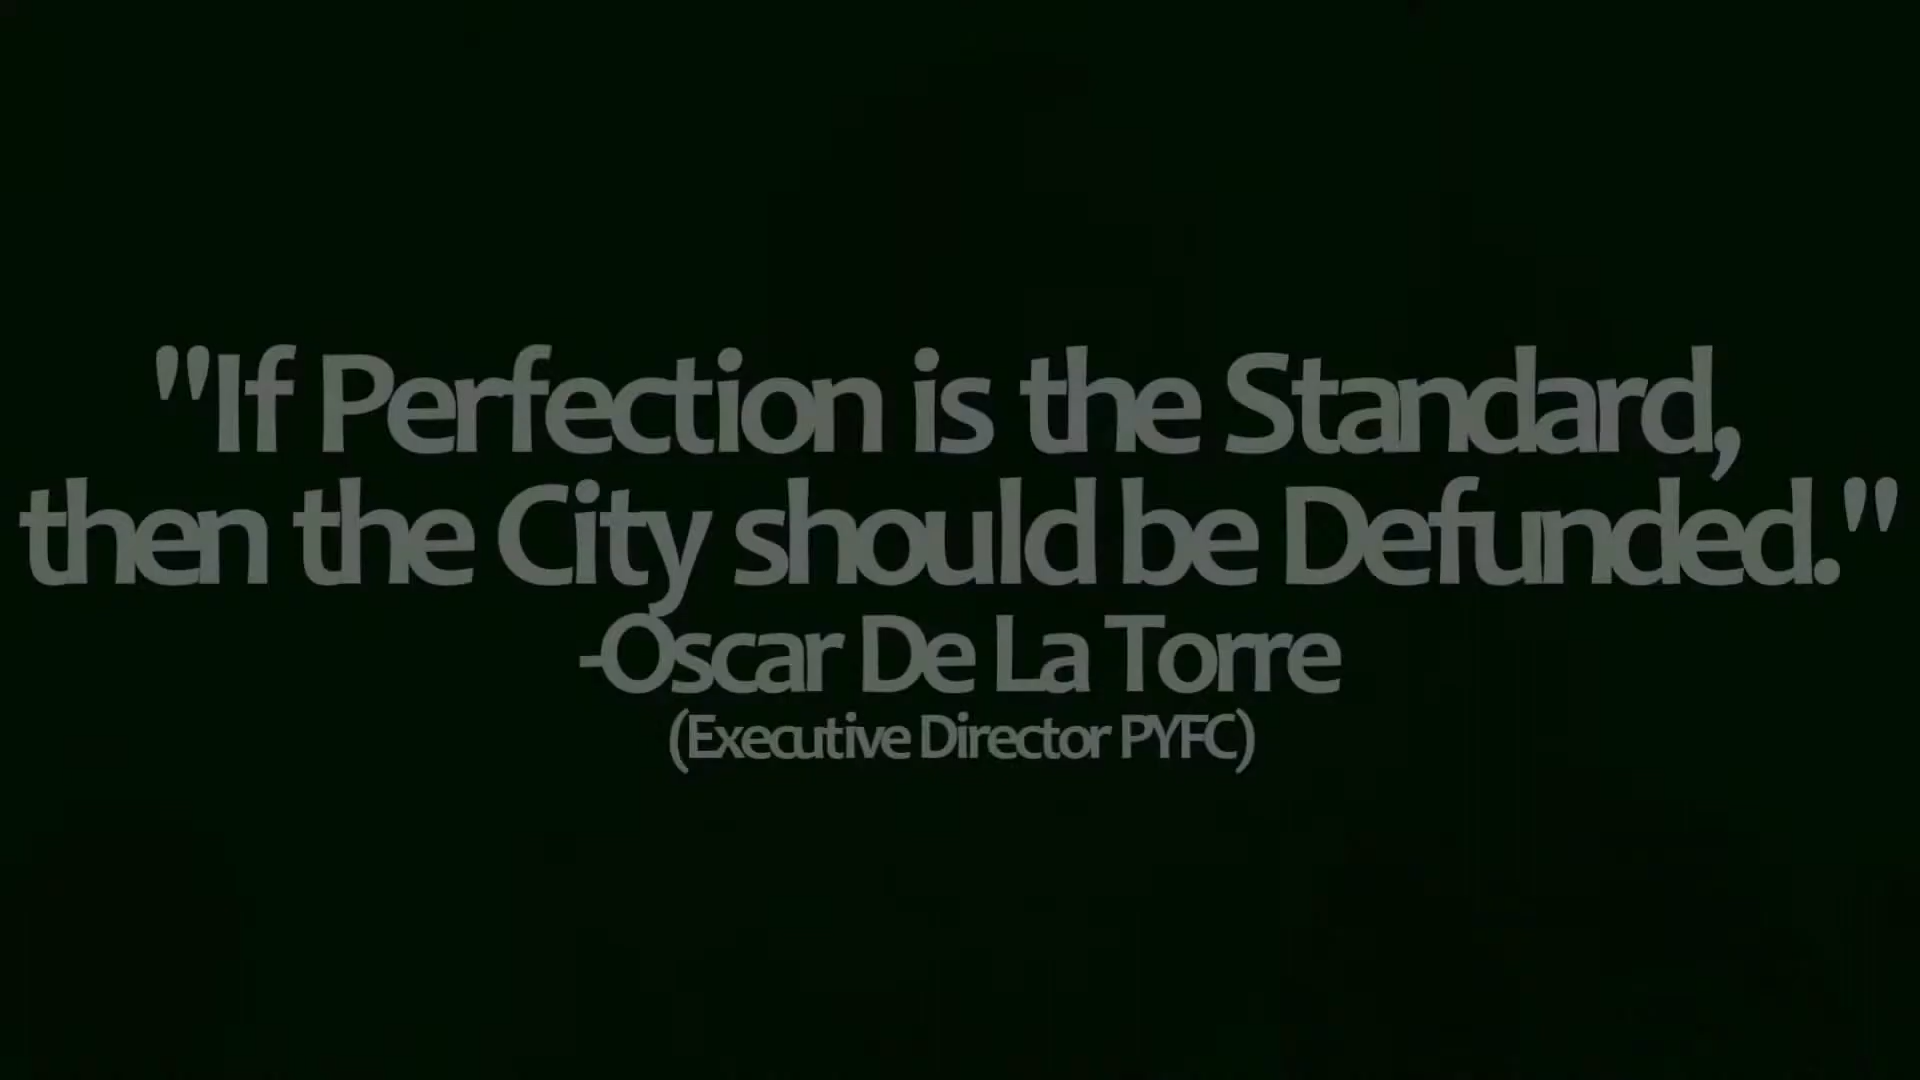 "If Perfection is the Standard,
then the City should be Defunded."
-Oscar De La Torre
(Executive Director PYFC)